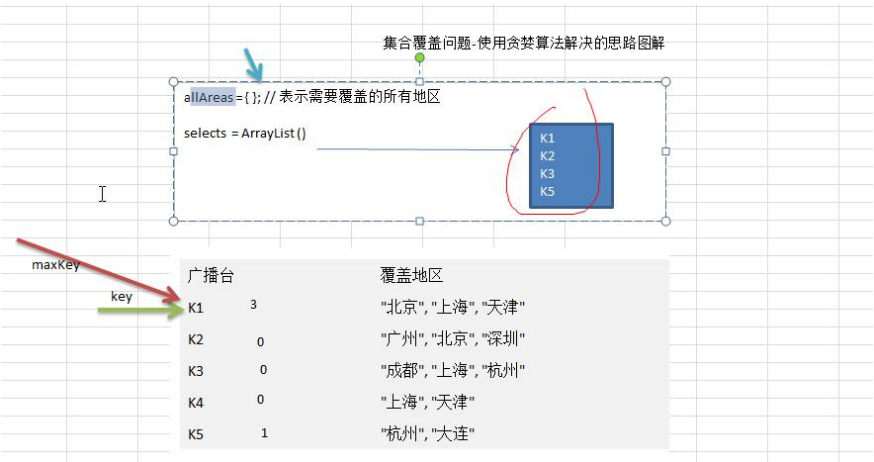 集合覆盖问题-使用贪婪算法解决的思路图解
allAreas = { }; // 表示需要覆盖的所有地区
selects = ArrayList ()
K1
K2
K3
K5
maxKey
key
广播台 覆盖地区
K1 3 "北京", "上海", "天津"
K2 0 "广州", "北京", "深圳"
K3 0 "成都", "上海", "杭州"
K4 0 "上海", "天津"
K5 1 "杭州", "大连"